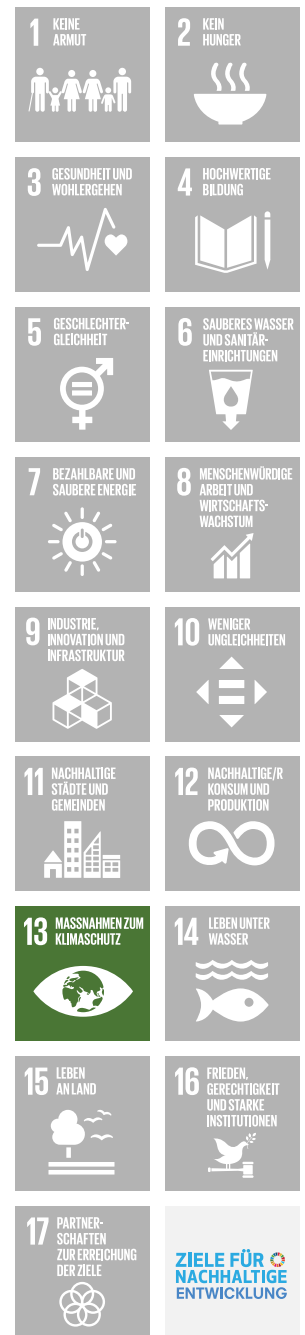 1 KEINE
ARMUT
2 KEIN
HUNGER
3 GESUNDHEIT UND
WOHLERGEHEN
4 HOCHWERTIGE
BILDUNG
5 GESCHLECHTER-
GLEICHHEIT
6 SAUBERES WASSER
UND SANITÄR-
EINRICHTUNGEN
7 BEZAHLBARE UND
SAUBERE ENERGIE
8 MENSCHENWÜRDIGE
ARBEIT UND
WIRTSCHAFTS-
WACHSTUM
9 INDUSTRIE,
INNOVATION UND
INFRASTRUKTUR
10 WENIGER
UNGLEICHHEITEN
11 NACHHALTIGE
STÄDTE UND
GEMEINDEN
12 NACHHALTIGE/R
KONSUM UND
PRODUKTION
13 MASSNAHMEN ZUM
KLIMASCHUTZ
14 LEBEN UNTER
WASSER
15 LEBEN
AN LAND
16 FRIEDEN,
GERECHTIGKEIT
UND STARKE
INSTITUTIONEN
17 PARTNER-
SCHAFTEN
ZUR ERREICHUNG
DER ZIELE
ZIELE FÜR
NACHHALTIGE
ENTWICKLUNG